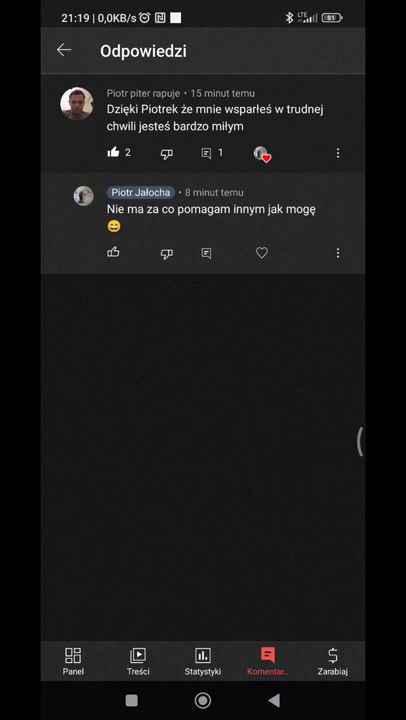 21:19 | 0,0KB/s
LTE
81
Odpowiedzi
Piotr piter rapuje • 15 minut temu
Dzięki Piotrek że mnie wsparłeś w trudnej
chwili jesteś bardzo miłym
2
1
Piotr Jałocha • 8 minut temu
Nie ma za co pomagam innym jak mogę
😄
Panel
Treści
Statystyki
Komentar...
Zarabiaj